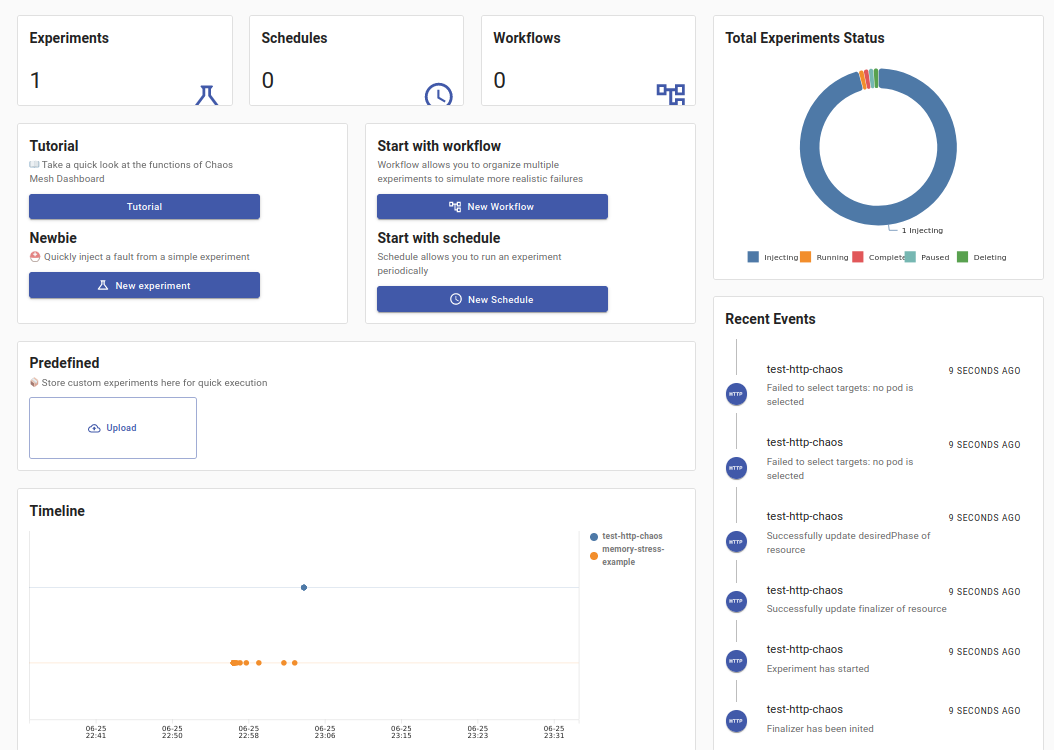 Experiments
1
Schedules
0
Workflows
0
Tutorial
Take a quick look at the functions of Chaos
Mesh Dashboard
Tutorial
Newbie
Quickly inject a fault from a simple experiment
New experiment
Start with workflow
Workflow allows you to organize multiple
experiments to simulate more realistic failures
New Workflow
Start with schedule
Schedule allows you to run an experiment
periodically
New Schedule
Predefined
Store custom experiments here for quick execution
Upload
Timeline
test-http-chaos
memory-stress-
example
06-25 06-25 06-25 06-25 06-25 06-25 06-25
22:41 22:50 22:58 23:06 23:15 23:23 23:31
Total Experiments Status
1 Injecting
Injecting Running Complete Paused Deleting
Recent Events
test-http-chaos 9 SECONDS AGO
HTTP
Failed to select targets: no pod is
selected
test-http-chaos 9 SECONDS AGO
HTTP
Failed to select targets: no pod is
selected
test-http-chaos 9 SECONDS AGO
HTTP
Successfully update desiredPhase of
resource
test-http-chaos 9 SECONDS AGO
HTTP
Successfully update finalizer of resource
test-http-chaos 9 SECONDS AGO
HTTP
Experiment has started
test-http-chaos 9 SECONDS AGO
HTTP
Finalizer has been inited